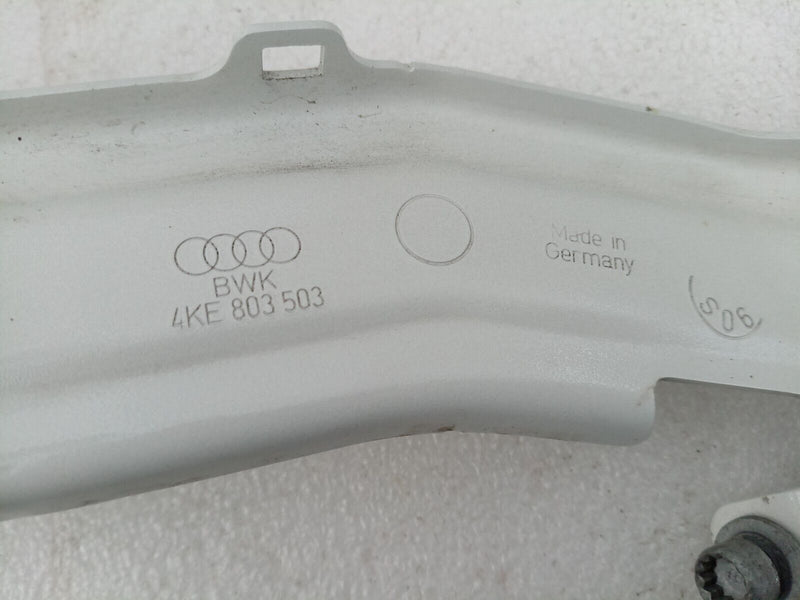 BWK
4KE 803 503
Made in
Germany
S06